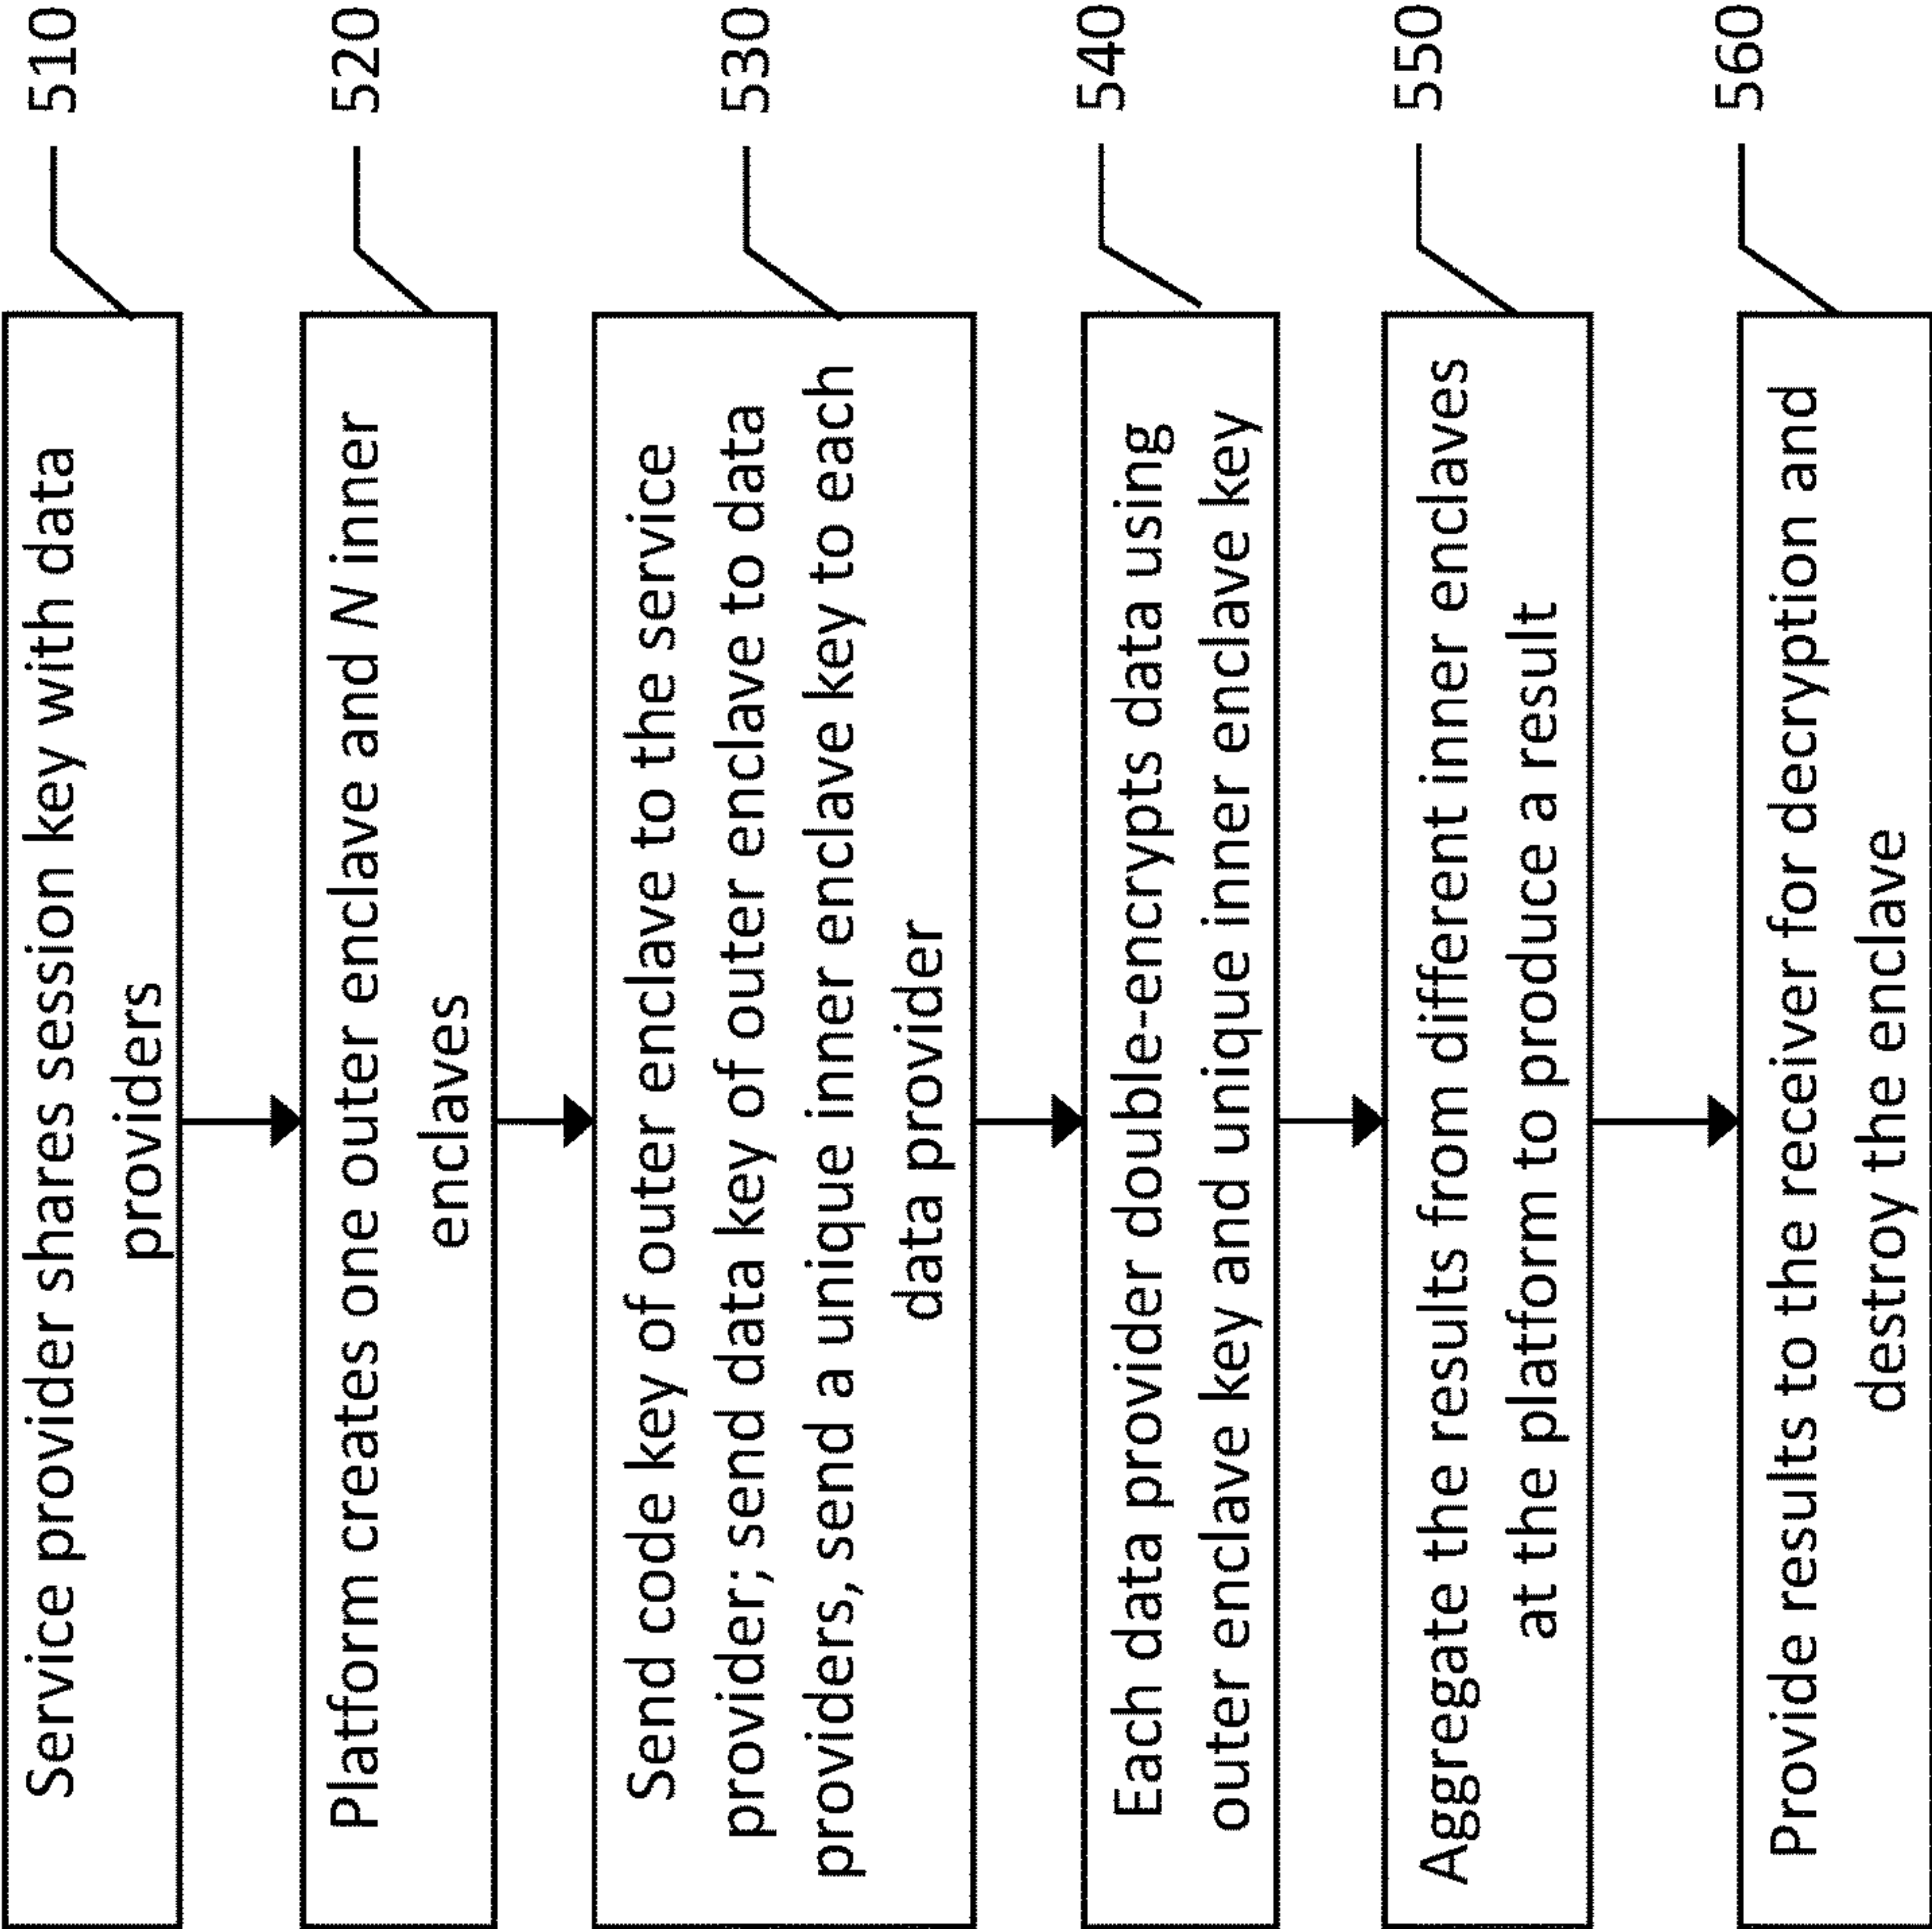 Service provider shares session key with data
providers
510
Platform creates one outer enclave and N inner
enclaves
520
Send code key of outer enclave to the service
provider; send data key of outer enclave to data
providers, send a unique inner enclave key to each
data provider
530
Each data provider double-encrypts data using
outer enclave key and unique inner enclave key
540
Aggregate the results from different inner enclaves
at the platform to produce a result
550
Provide results to the receiver for decryption and
destroy the enclave
560